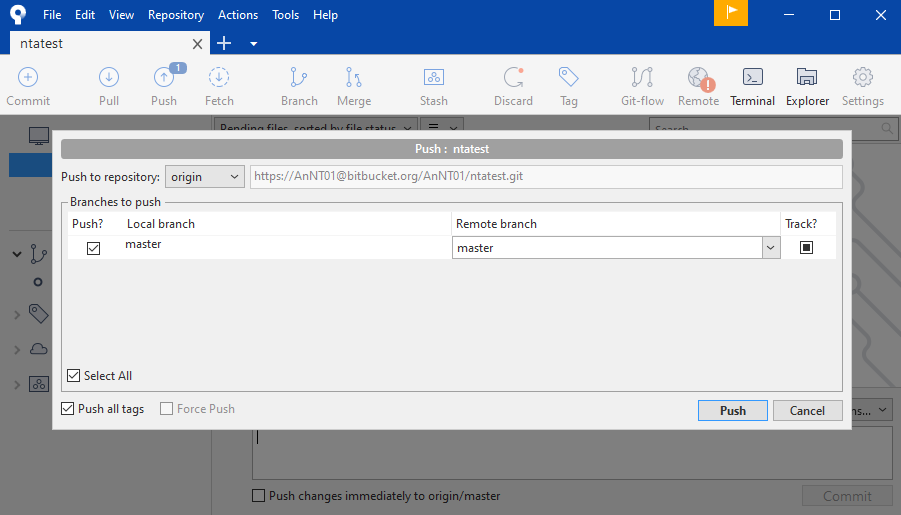 File Edit View Repository Actions Tools Help
ntatest
1
Commit Pull Push Fetch Branch Merge Stash Discard Tag Git-flow Remote Terminal Explorer Settings
Pending files, sorted by file status
Search
Push : ntatest
Push to repository: origin https://AnNT01@bitbucket.org/AnNT01/ntatest.git
Branches to push
Push? Local branch Remote branch Track?
master master
Select All
Push all tags Force Push Push Cancel
Push changes immediately to origin/master Commit